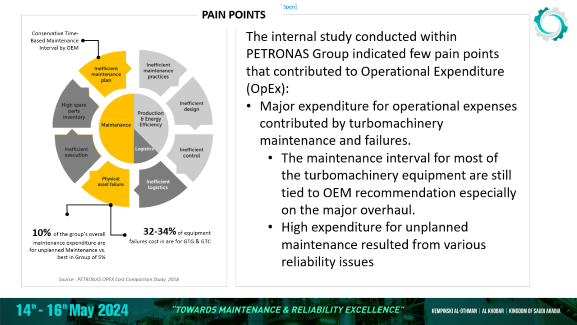 [Open]
PAIN POINTS
Conservative Time-
Based Maintenance
Interval by OEM
Inefficient
maintenance
plan
Inefficient
maintenance
practices
High spare
parts
inventory
Inefficient
design
Maintenance
Production
& Energy
Efficiency
Logistics
Inefficient
execution
Inefficient
control
Physical
asset failure
Inefficient
logistics
10% of the group's overall
maintenance expenditure are
for unplanned Maintenance vs.
best in Group of 5%
32-34% of equipment
failures cost in are for GTG & GTC
Source : PETRONAS OPEX Cost Comparison Study 2018
The internal study conducted within
PETRONAS Group indicated few pain points
that contributed to Operational Expenditure
(OpEx):
• Major expenditure for operational expenses
contributed by turbomachinery
maintenance and failures.
• The maintenance interval for most of
the turbomachinery equipment are still
tied to OEM recommendation especially
on the major overhaul.
• High expenditure for unplanned
maintenance resulted from various
reliability issues
14th - 16th May 2024
"TOWARDS MAINTENANCE & RELIABILITY EXCELLENCE"
KEMPINSKI AL-OTHMAN | AL KHOBAR | KINGDOM OF SAUDI ARABIA